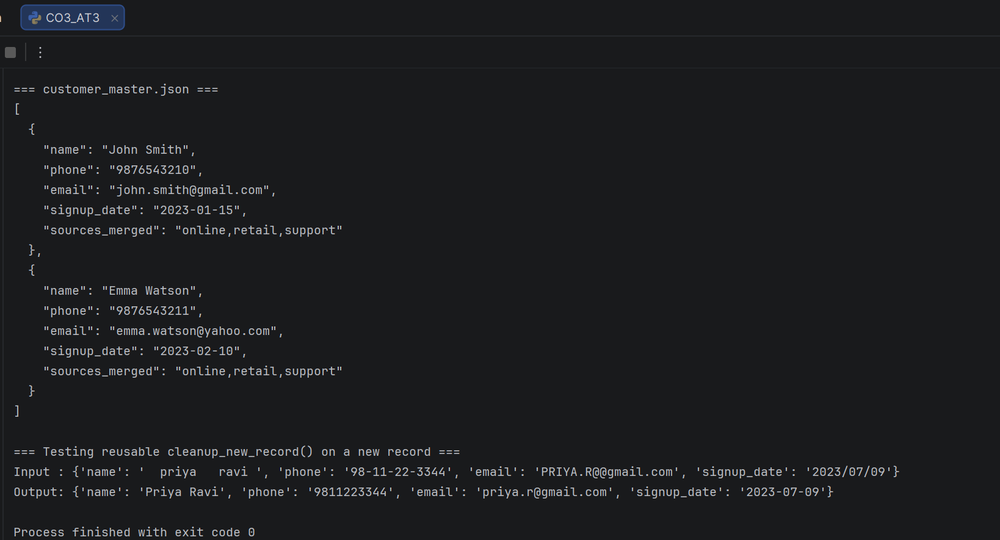 CO3_AT3
=== customer_master.json ===
[
  {
    "name": "John Smith",
    "phone": "9876543210",
    "email": "john.smith@gmail.com",
    "signup_date": "2023-01-15",
    "sources_merged": "online,retail,support"
  },
  {
    "name": "Emma Watson",
    "phone": "9876543211",
    "email": "emma.watson@yahoo.com",
    "signup_date": "2023-02-10",
    "sources_merged": "online,retail,support"
  }
]
=== Testing reusable cleanup_new_record() on a new record ===
Input : {'name': '  priya   ravi ', 'phone': '98-11-22-3344', 'email': 'PRIYA.R@@gmail.com', 'signup_date': '2023/07/09'}
Output: {'name': 'Priya Ravi', 'phone': '9811223344', 'email': 'priya.r@gmail.com', 'signup_date': '2023-07-09'}
Process finished with exit code 0